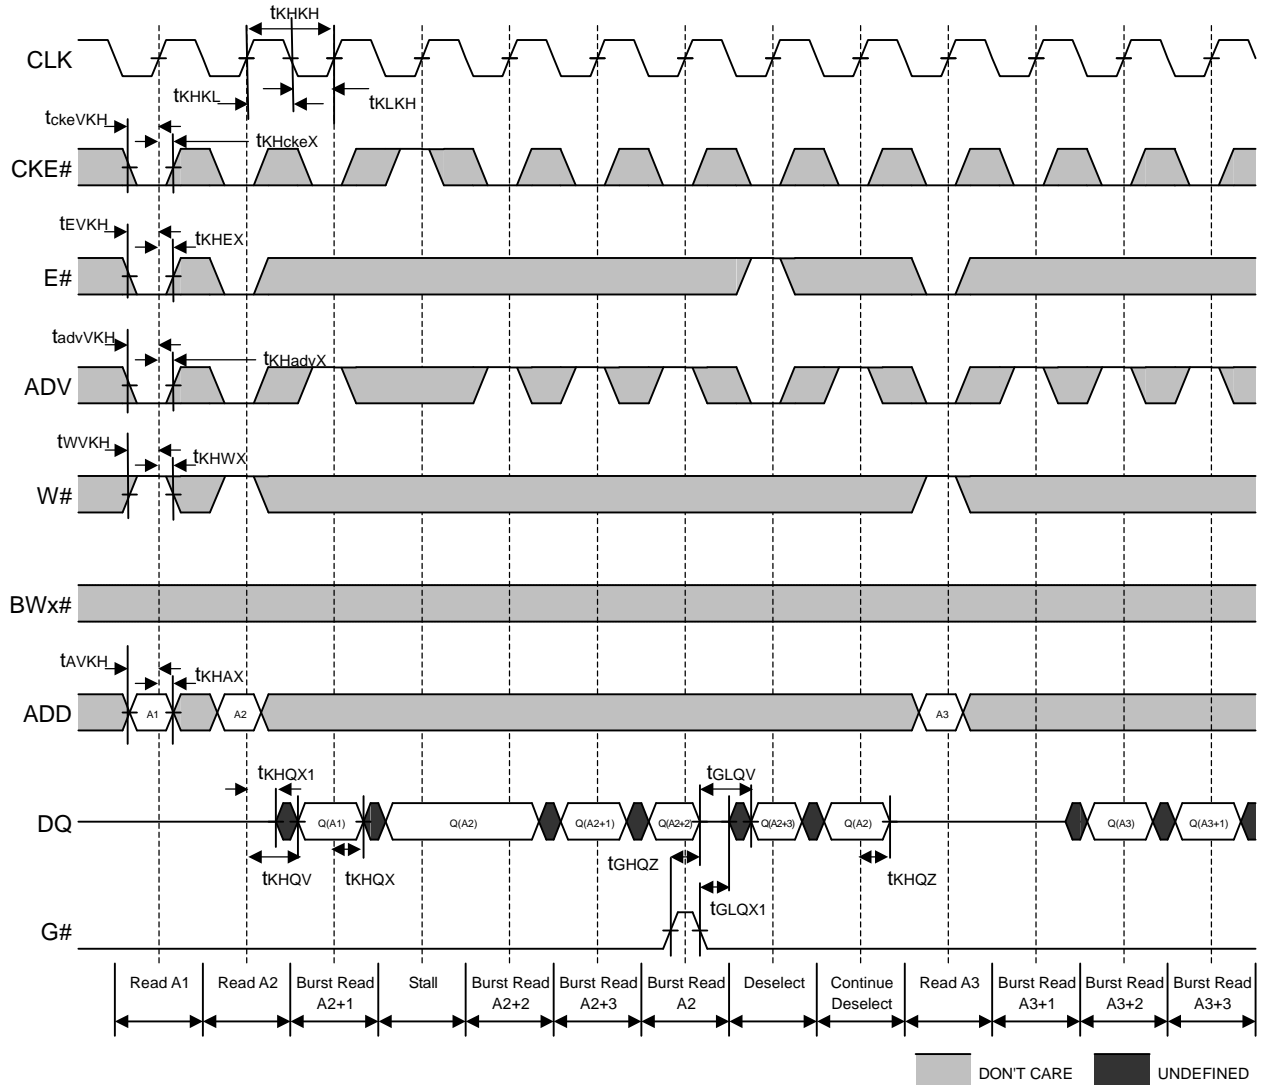 tKHKH
CLK
tKHKL
tKLKH
tckeVKH
tKHckeX
CKE#
tEVKH
tKHEX
E#
tadvVKH
tKHadvX
ADV
tWVKH
tKHWX
W#
BWx#
tAVKH
tKHAX
ADD
A1
A2
A3
tKHQX1
tGLQV
DQ
Q(A1)
Q(A2)
Q(A2+1)
Q(A2+2)
Q(A2+3)
Q(A2)
Q(A3)
Q(A3+1)
tKHQV
tKHQX
tGHQZ
tKHQZ
tGLQX1
G#
Read A1
Read A2
Burst Read
A2+1
Stall
Burst Read
A2+2
Burst Read
A2+3
Burst Read
A2
Deselect
Continue
Deselect
Read A3
Burst Read
A3+1
Burst Read
A3+2
Burst Read
A3+3
DON'T CARE
UNDEFINED